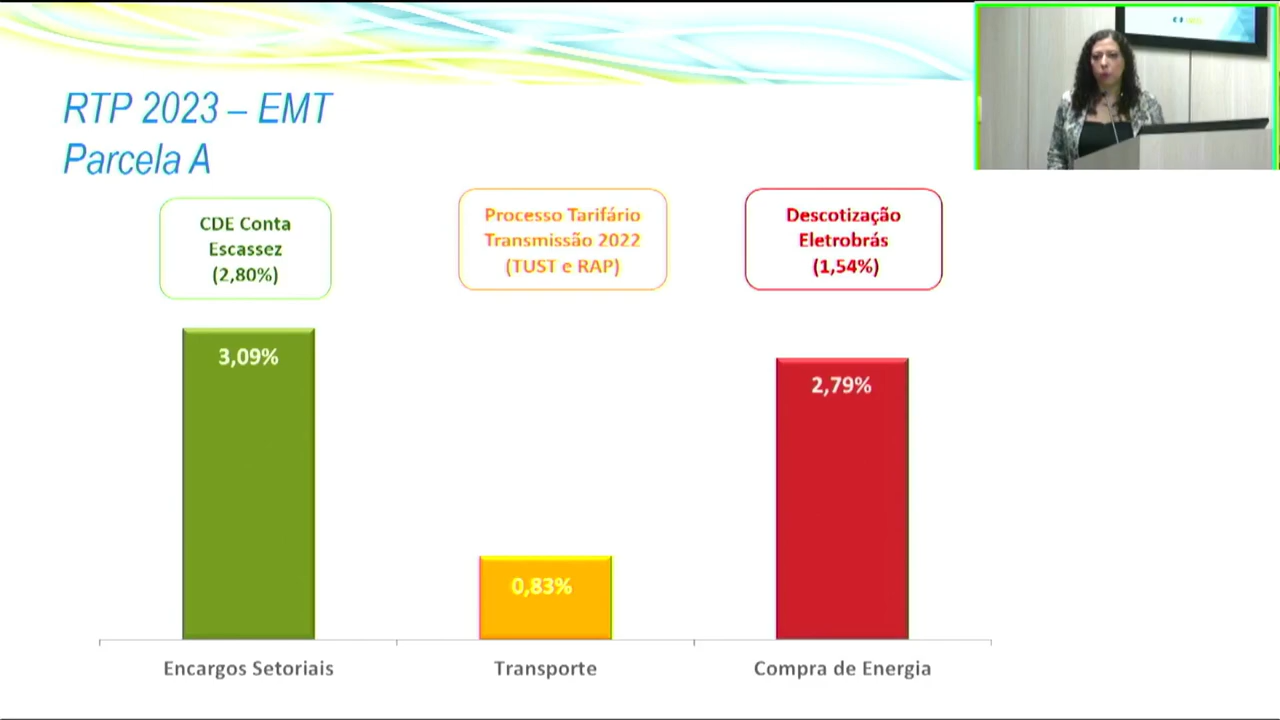 RTP 2023 – EMT
Parcela A
CDE Conta
Escassez
(2,80%)
Processo Tarifário
Transmissão 2022
(TUST e RAP)
Descotização
Eletrobrás
(1,54%)
3,09%
0,83%
2,79%
Encargos Setoriais
Transporte
Compra de Energia